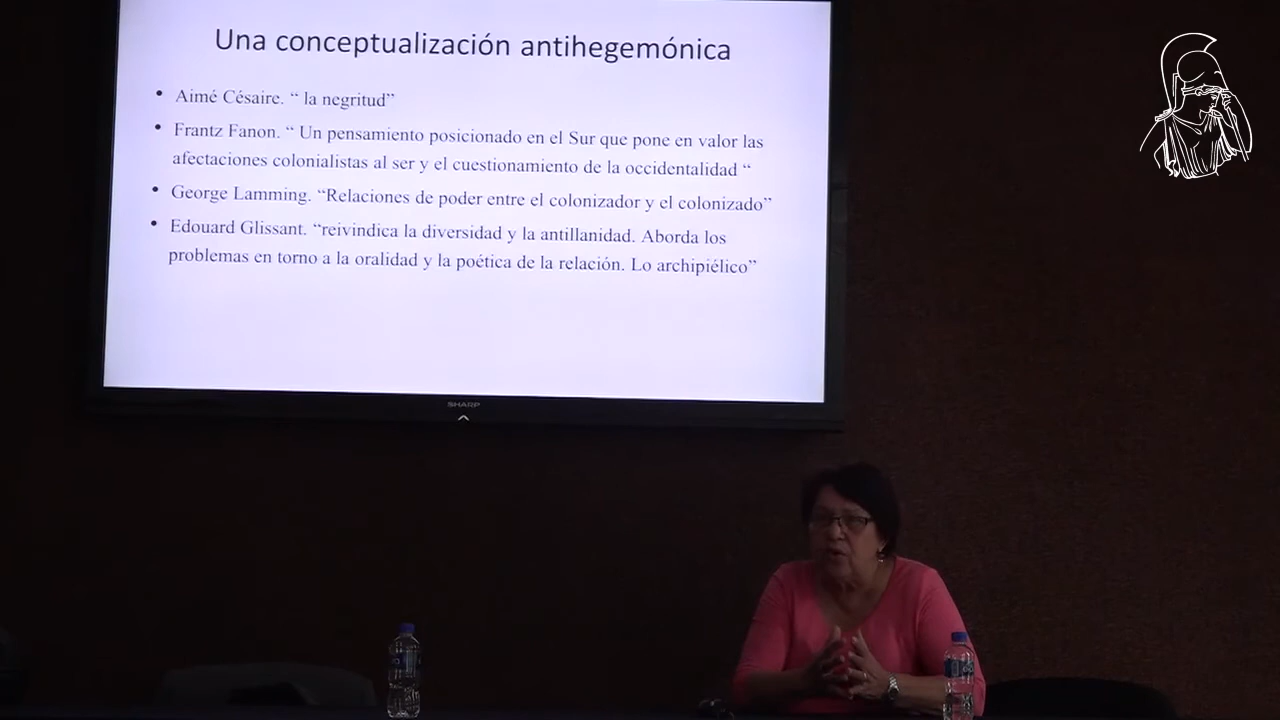 Una conceptualización antihegemónica
• Aimé Césaire. “ la negritud”
• Frantz Fanon. “ Un pensamiento posicionado en el Sur que pone en valor las
afectaciones colonialistas al ser y el cuestionamiento de la occidentalidad “
• George Lamming. “Relaciones de poder entre el colonizador y el colonizado”
• Edouard Glissant. “reivindica la diversidad y la antillanidad. Aborda los
problemas en torno a la oralidad y la poética de la relación. Lo archipiélico”
SHARP